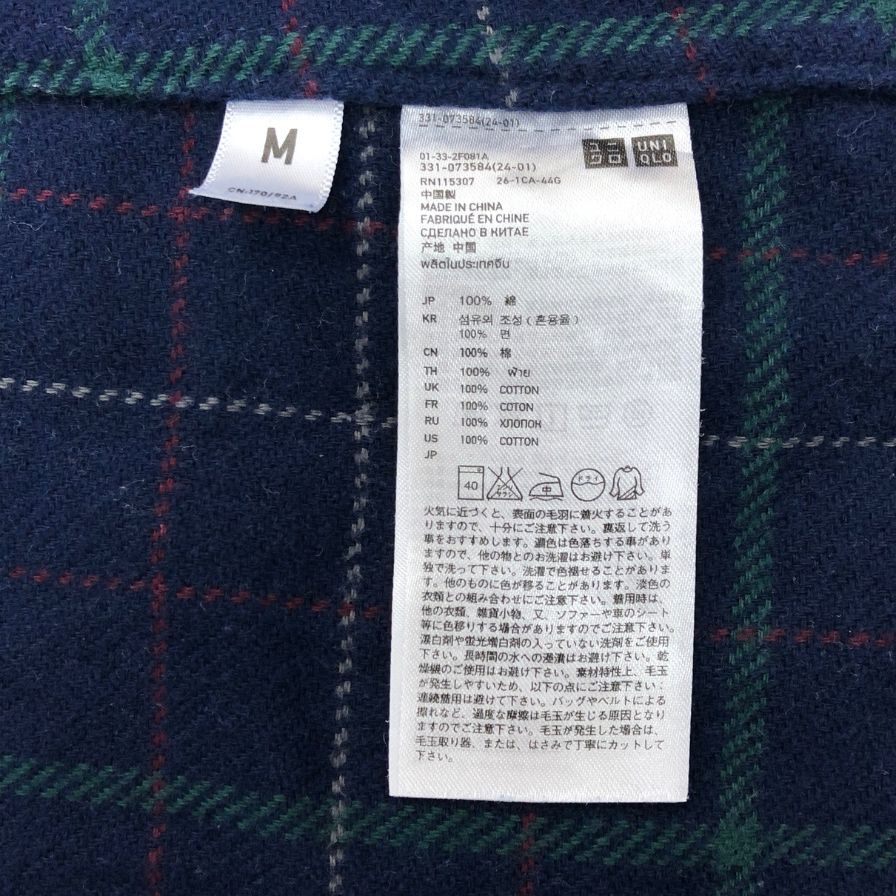 M
CN:170/92A
331-073584(24-01)
ユニ
クロ
UNI
QLO
01-33-2F081A
331-073584(24-01)
RN115307 26-1CA-44G
中国製
MADE IN CHINA
FABRIQUÉ EN CHINE
СДЕЛАНО В КИТАЕ
产地 中国
ผลิตในประเทศจีน
JP 100% 綿
KR 섬유의 조성 ( 혼용율 )
100% 면
CN 100% 棉
TH 100% ฝ้าย
UK 100% COTTON
FR 100% COTON
RU 100% ХЛОПОК
US 100% COTTON
JP
40 エンソサラシ 中 ドライ
火気に近づくと、表面の毛羽に着火することがあ
りますので、十分にご注意下さい。裏返して洗う
事をおすすめします。濃色は色落ちする事があり
ますので、他の物とのお洗濯はお避け下さい。単
独で洗って下さい。洗濯で色褪せることがありま
す。他のものに色が移ることがあります。淡色の
衣類との組み合わせにご注意下さい。着用時は、
他の衣類、雑貨小物、又、ソファーや車のシート
等に色移りする場合がありますのでご注意下さい。
漂白剤や蛍光増白剤の入っていない洗剤をご使用
下さい。長時間の水への浸漬はお避け下さい。乾
燥機のご使用はお避け下さい。素材特性上、毛玉
が発生しやすいため、以下の点にご注意下さい：
連続着用は避けて下さい。バッグやベルトによる
擦れなど、過度な摩擦は毛玉が生じる原因となり
ますのでご注意下さい。毛玉が発生した場合は、
毛玉取り器、または、はさみで丁寧にカットして
下さい。